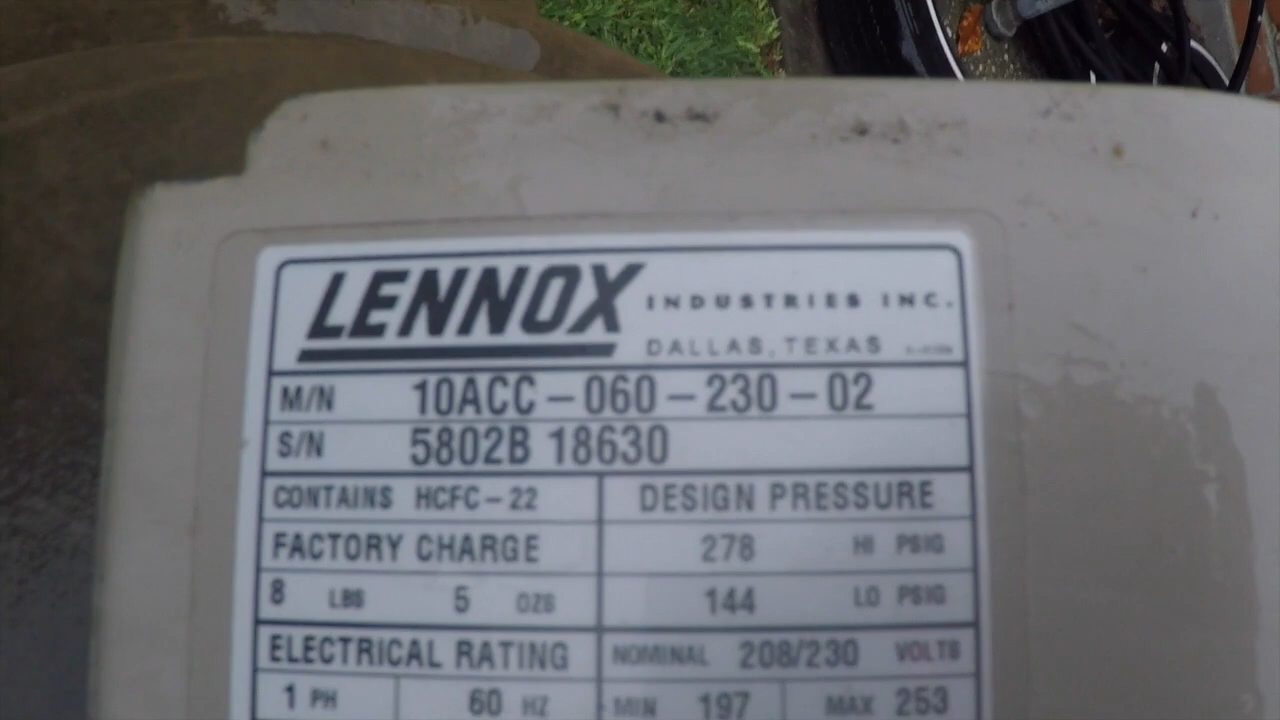 LENNOX INDUSTRIES INC.
DALLAS, TEXAS
M/N 10ACC-060-230-02
S/N 5802B 18630
CONTAINS HCFC-22 DESIGN PRESSURE
FACTORY CHARGE 278 HI PSIG
8 LBS 5 OZS 144 LO PSIG
ELECTRICAL RATING NOMINAL 208/230 VOLTS
1 PH 60 HZ MIN 197 MAX 253